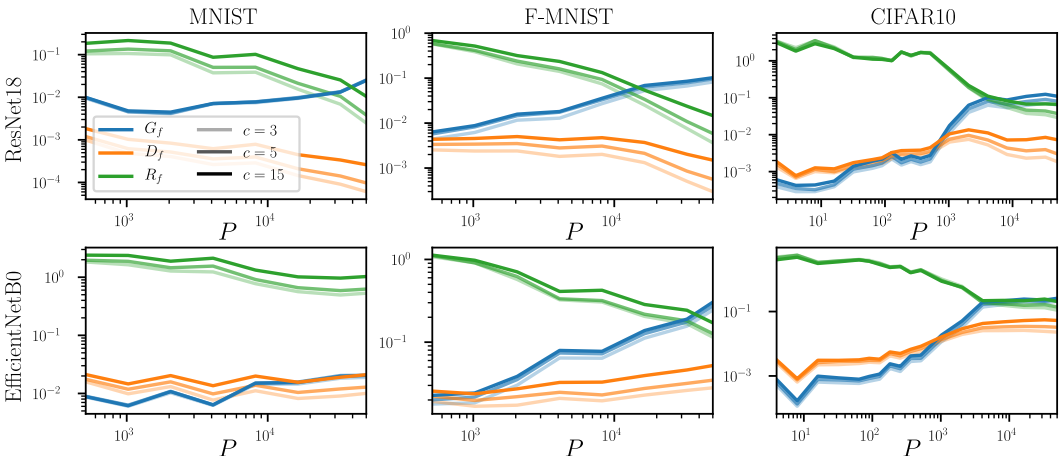 MNIST F-MNIST CIFAR10
ResNet18
10^{-1} 10^{-2} 10^{-3} 10^{-4}
G_f c = 3
D_f c = 5
R_f c = 15
10^3 10^4
P
10^0 10^{-1} 10^{-2} 10^{-3}
10^3 10^4
P
10^0 10^{-1} 10^{-2} 10^{-3}
10^1 10^2 10^3 10^4
P
EfficientNetB0
10^0 10^{-1} 10^{-2}
10^3 10^4
P
10^0 10^{-1}
10^3 10^4
P
10^{-1} 10^{-3}
10^1 10^2 10^3 10^4
P